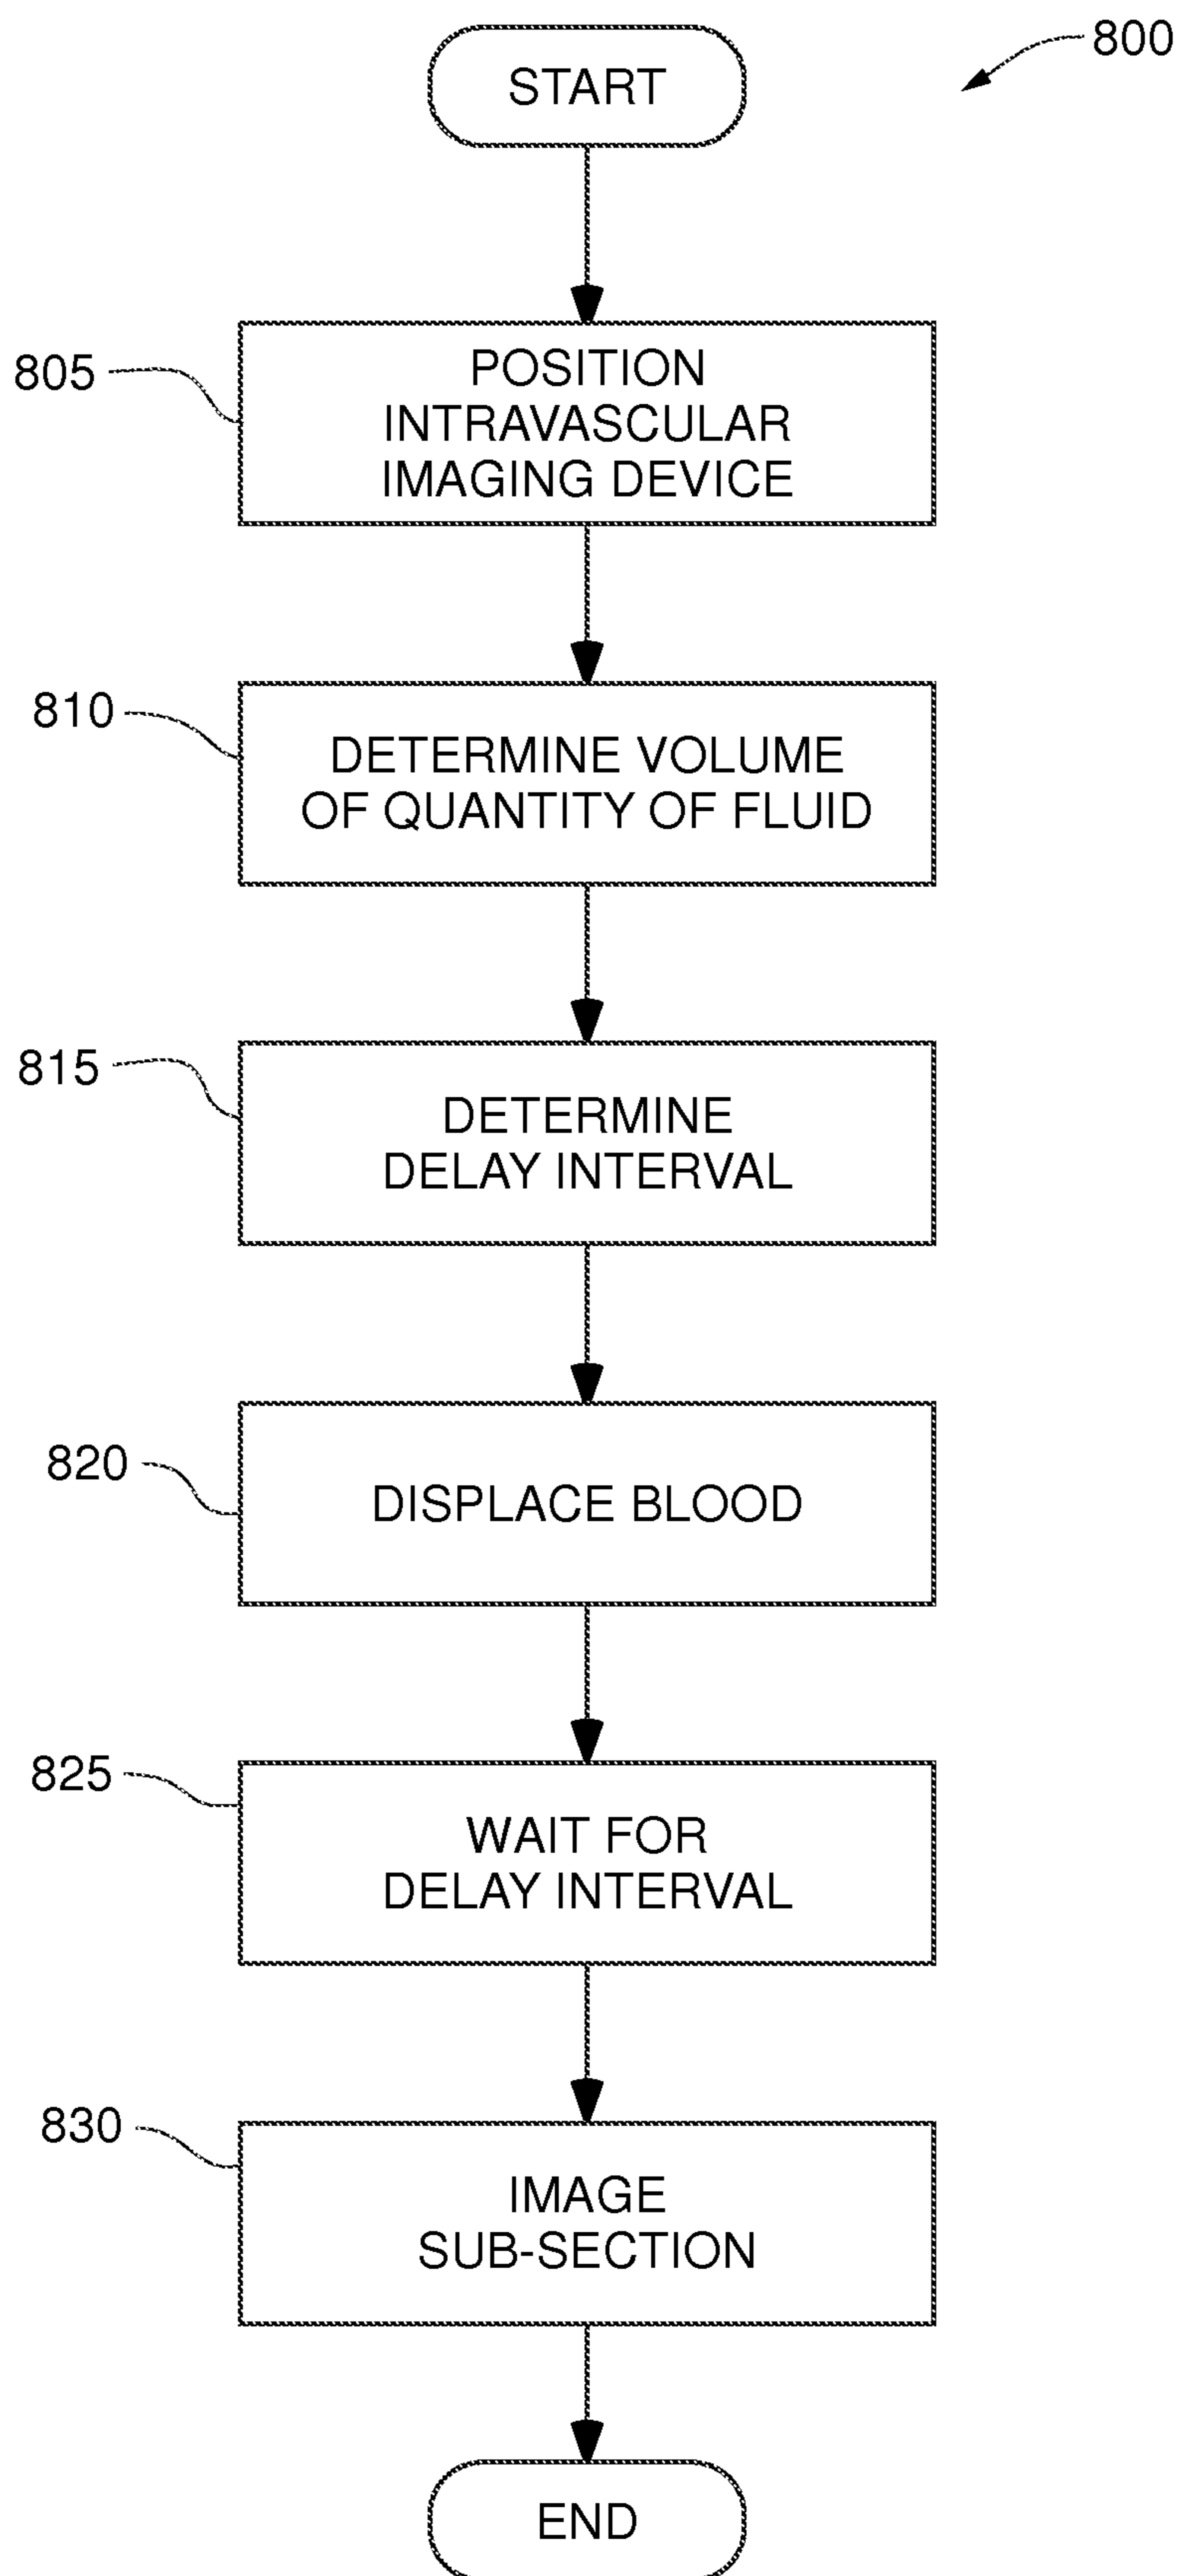 START
800
805
POSITION
INTRAVASCULAR
IMAGING DEVICE
810
DETERMINE VOLUME
OF QUANTITY OF FLUID
815
DETERMINE
DELAY INTERVAL
820
DISPLACE BLOOD
825
WAIT FOR
DELAY INTERVAL
830
IMAGE
SUB-SECTION
END